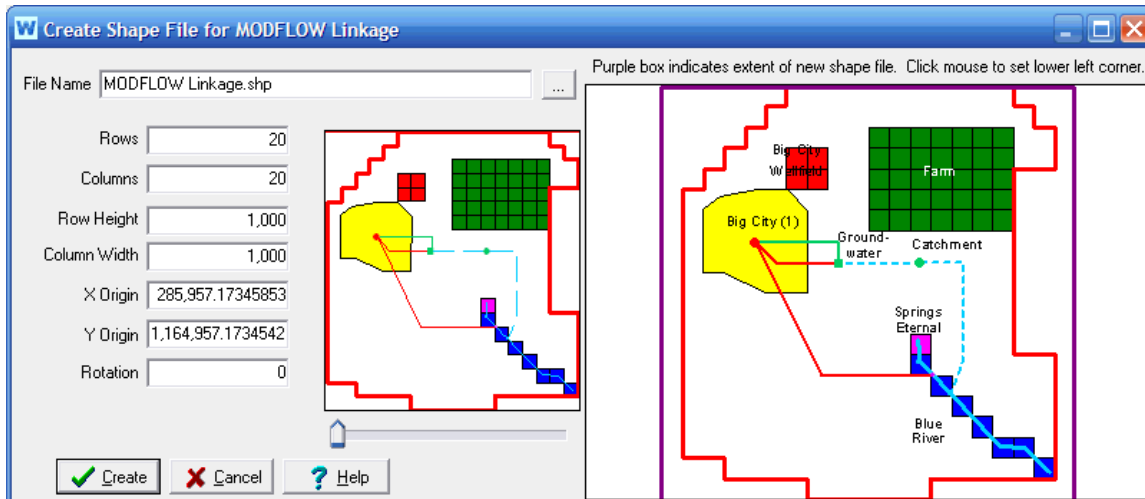 W Create Shape File for MODFLOW Linkage
File Name MODFLOW Linkage.shp ...
Purple box indicates extent of new shape file. Click mouse to set lower left corner.
Rows 20
Columns 20
Row Height 1,000
Column Width 1,000
X Origin 285,957.17345853
Y Origin 1,164,957.1734542
Rotation 0
Create
Cancel
? Help
Big City
Wellfield
Farm
Big City (1)
Ground-
water
Catchment
Springs
Eternal
Blue
River